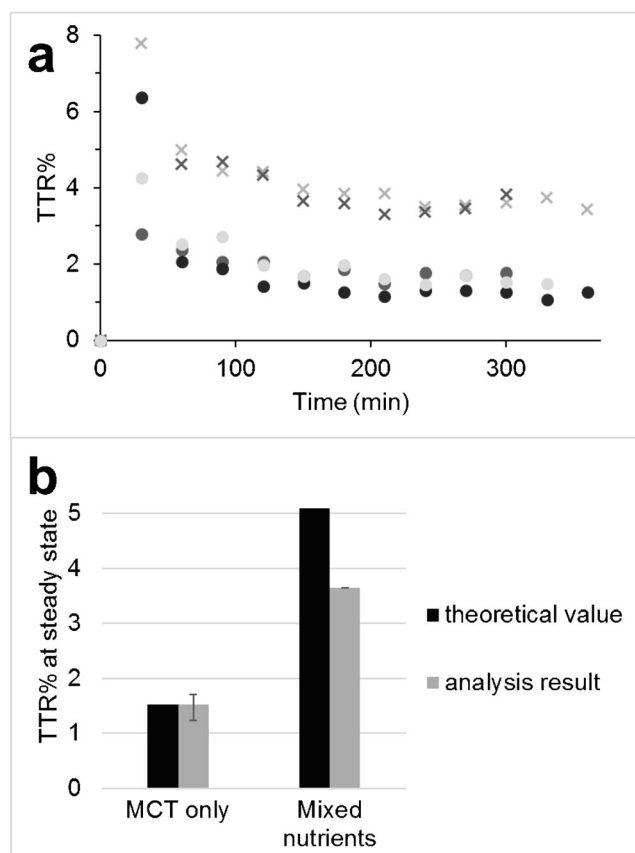 a
8
6
4
2
0
TTR%
0 100 200 300
Time (min)
b
5
4
3
2
1
0
TTR% at steady state
MCT only
Mixed
nutrients
theoretical value
analysis result